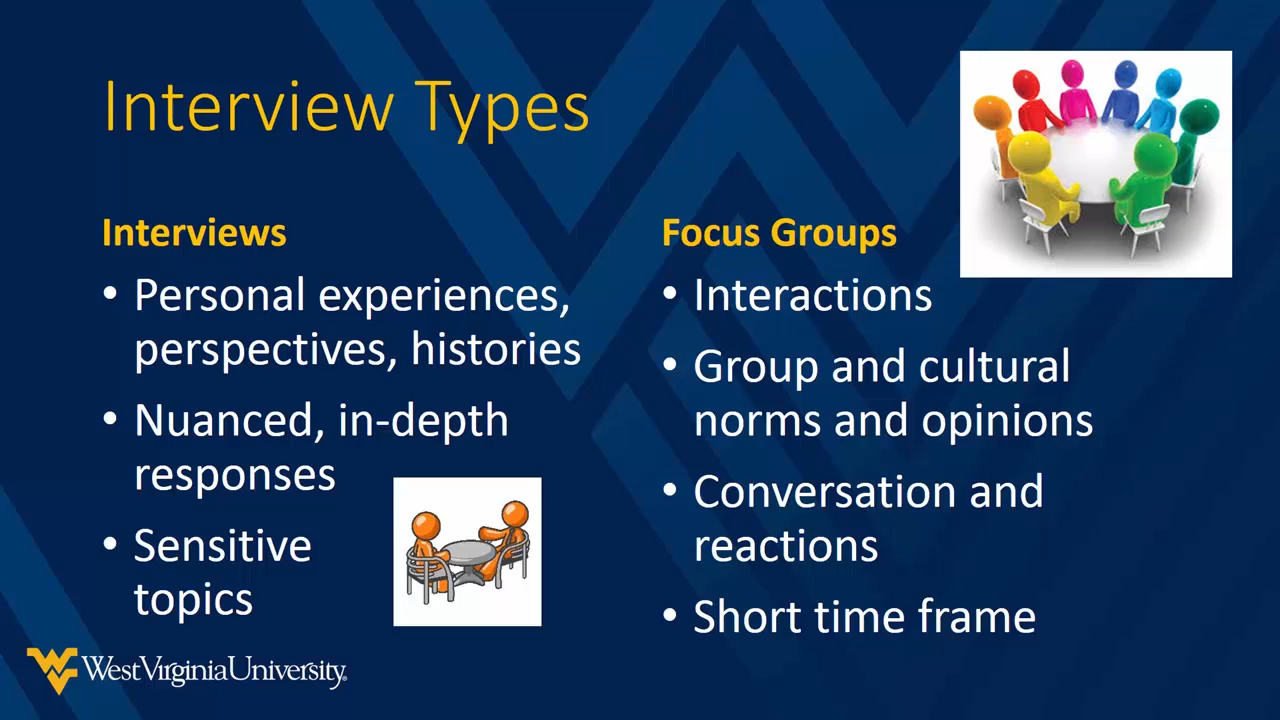 Interview Types
Interviews
• Personal experiences,
perspectives, histories
• Nuanced, in-depth
responses
• Sensitive
topics
Focus Groups
• Interactions
• Group and cultural
norms and opinions
• Conversation and
reactions
• Short time frame
WestVirginiaUniversity®